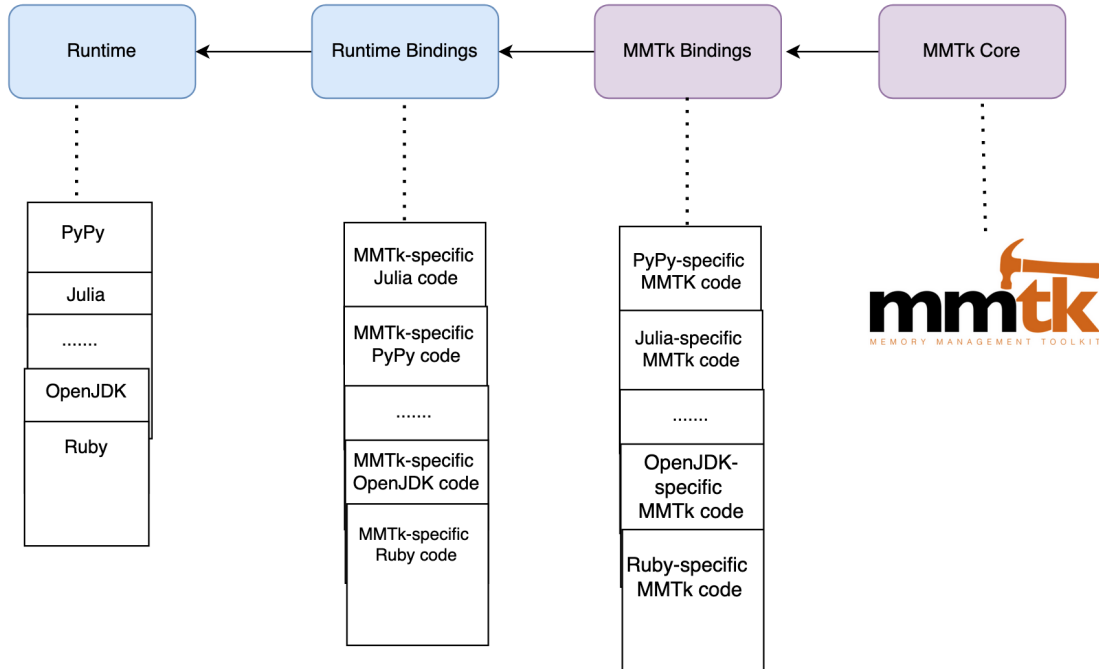 Runtime
Runtime Bindings
MMTk Bindings
MMTk Core
PyPy
Julia
.......
OpenJDK
Ruby
MMTk-specific
Julia code
MMTk-specific
PyPy code
.......
MMTk-specific
OpenJDK code
MMTk-specific
Ruby code
PyPy-specific
MMTK code
Julia-specific
MMTk code
.......
OpenJDK-
specific
MMTk code
Ruby-specific
MMTk code
mmtk
MEMORY MANAGEMENT TOOLKIT